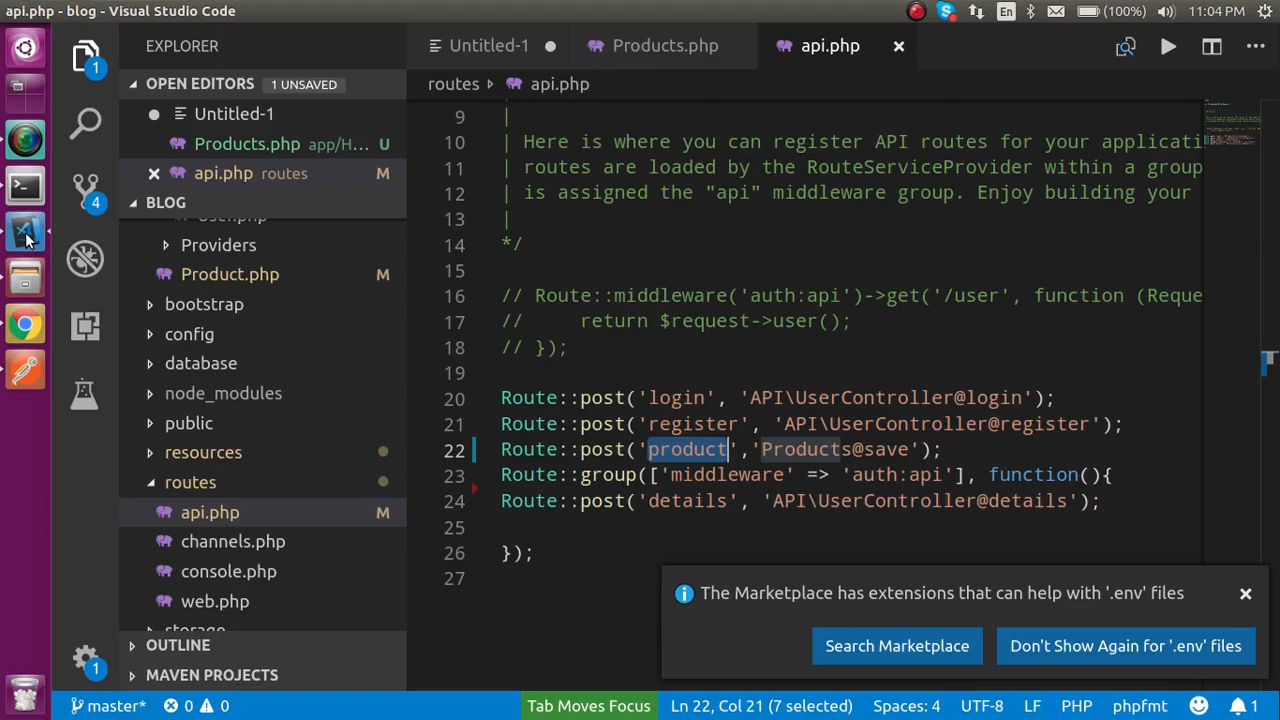 api.php - blog - Visual Studio Code
En
(100%)
11:04 PM
EXPLORER
OPEN EDITORS 1 UNSAVED
Untitled-1
Products.php app/H... U
api.php routes M
BLOG
User.php
Providers
Product.php M
bootstrap
config
database
node_modules
public
resources
routes
api.php M
channels.php
console.php
web.php
storage
OUTLINE
MAVEN PROJECTS
1
4
1
Untitled-1
Products.php
api.php
routes
api.php
9 |
10 | Here is where you can register API routes for your applicati
11 | routes are loaded by the RouteServiceProvider within a group
12 | is assigned the "api" middleware group. Enjoy building your
13 |
14 */
15
16 // Route::middleware('auth:api')->get('/user', function (Reque
17 //     return $request->user();
18 // });
19
20 Route::post('login', 'API\UserController@login');
21 Route::post('register', 'API\UserController@register');
22 Route::post('product','Products@save');
23 Route::group(['middleware' => 'auth:api'], function(){
24 Route::post('details', 'API\UserController@details');
25
26 });
27
The Marketplace has extensions that can help with '.env' files
Search Marketplace
Don't Show Again for '.env' files
master*
0
0
Tab Moves Focus
Ln 22, Col 21 (7 selected)
Spaces: 4
UTF-8
LF
PHP
phpfmt
1